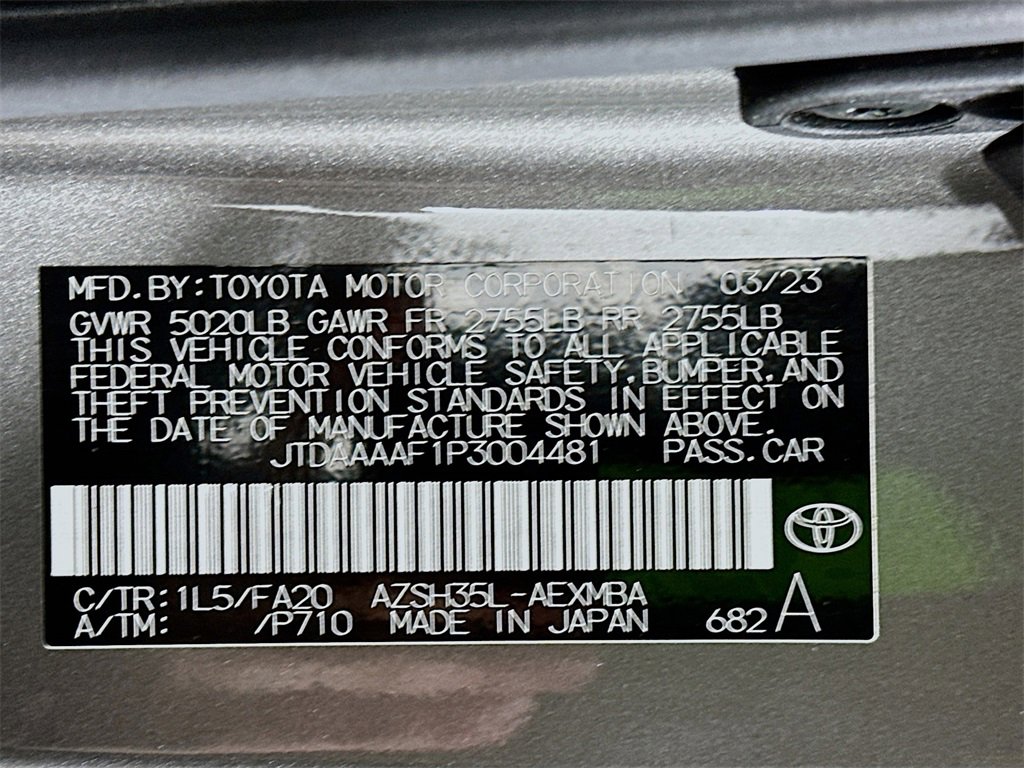 MFD.BY:TOYOTA MOTOR CORPORATION 03/23
GVWR 5020LB GAWR FR 2755LB RR 2755LB
THIS VEHICLE CONFORMS TO ALL APPLICABLE
FEDERAL MOTOR VEHICLE SAFETY,BUMPER,AND
THEFT PREVENTION STANDARDS IN EFFECT ON
THE DATE OF MANUFACTURE SHOWN ABOVE.
JTDAAAAF1P3004481 PASS.CAR
C/TR:1L5/FA20 AZSH35L-AEXMBA
A/TM: /P710 MADE IN JAPAN 682 A